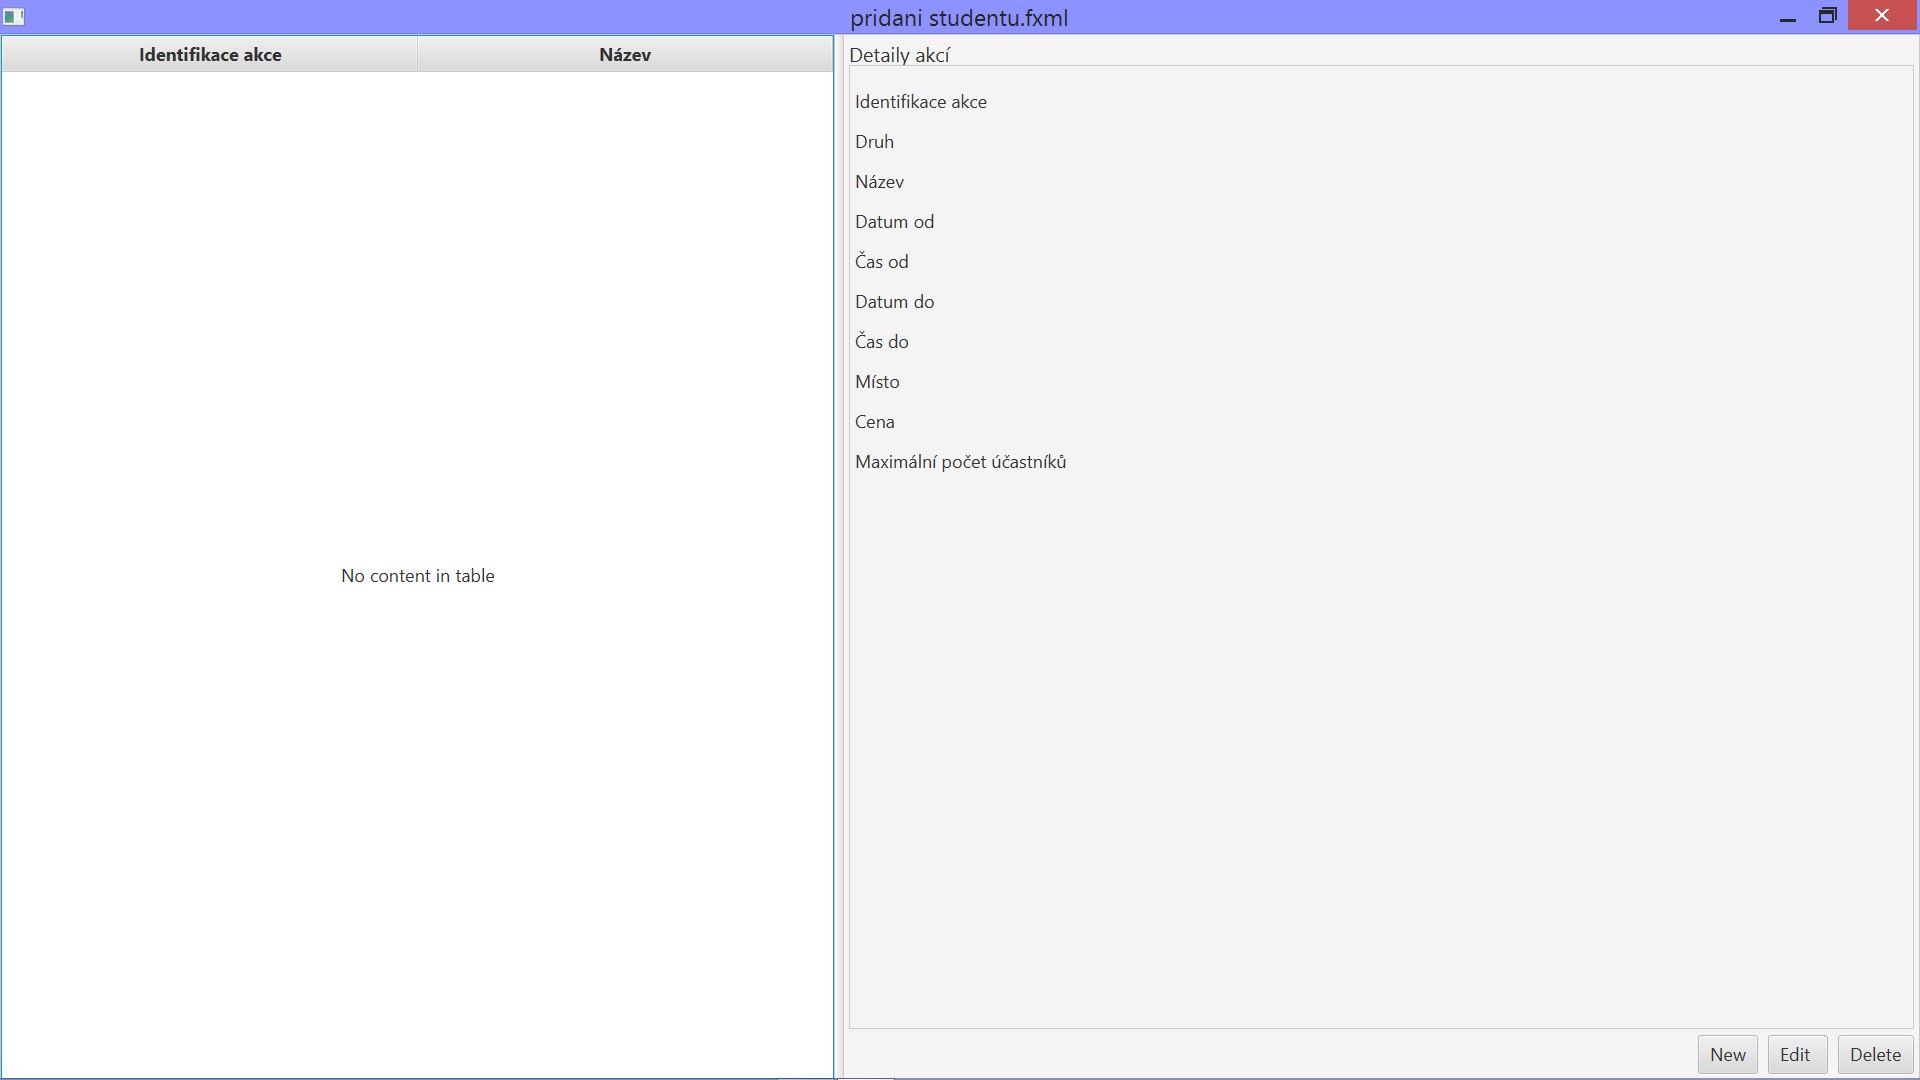 pridani studentu.fxml
Identifikace akce
Název
No content in table
Detaily akcí
Identifikace akce
Druh
Název
Datum od
Čas od
Datum do
Čas do
Místo
Cena
Maximální počet účastníků
New
Edit
Delete